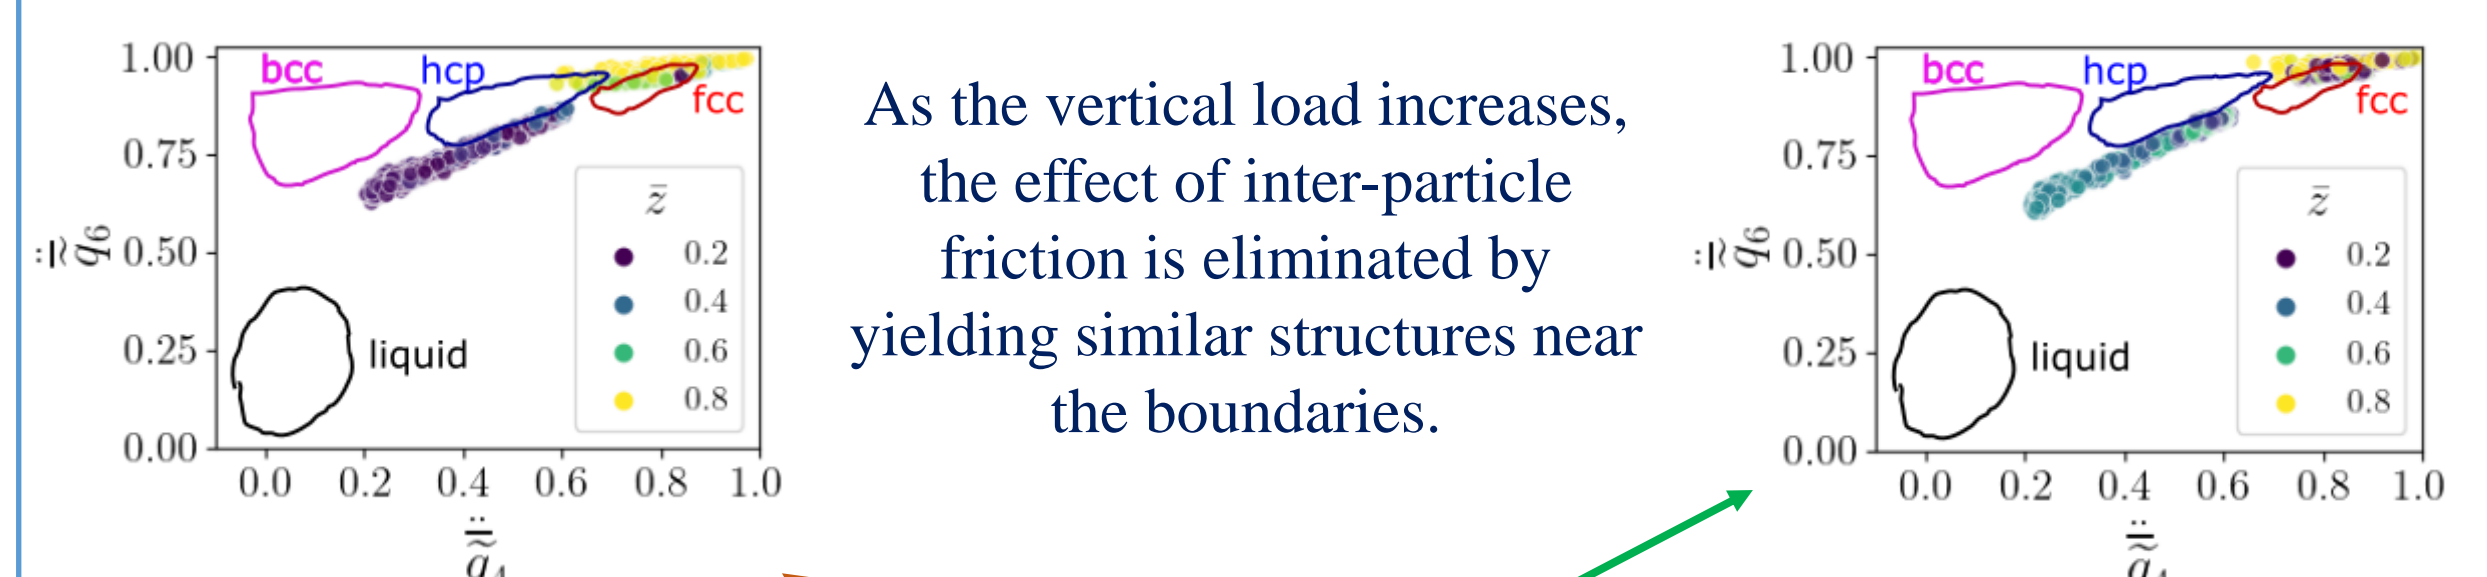 1.00
bcc
hcp
fcc
0.75
z̄
q6
0.50
0.2
0.4
0.25
liquid
0.6
0.8
0.00
0.0 0.2 0.4 0.6 0.8 1.0
As the vertical load increases,
the effect of inter-particle
friction is eliminated by
yielding similar structures near
the boundaries.
1.00
bcc
hcp
fcc
0.75
z̄
q6
0.50
0.2
0.4
0.25
liquid
0.6
0.8
0.00
0.0 0.2 0.4 0.6 0.8 1.0